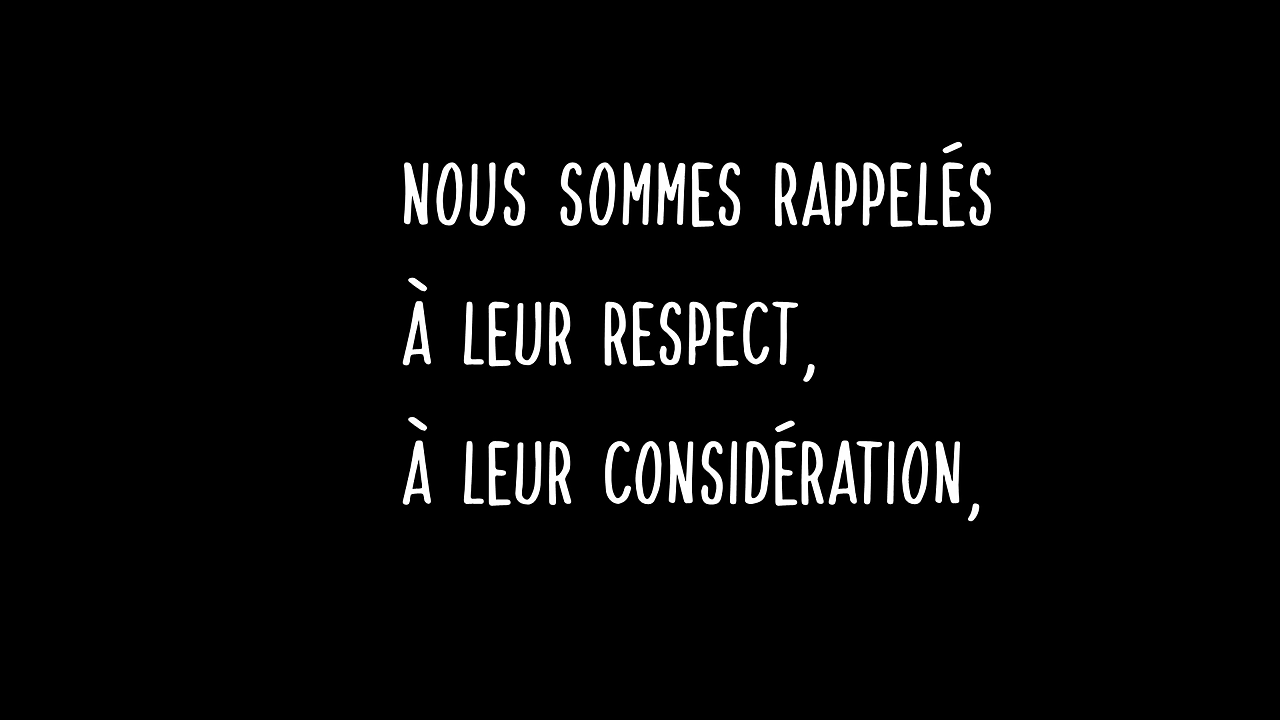 NOUS SOMMES RAPPELÉS
À LEUR RESPECT,
À LEUR CONSIDÉRATION,